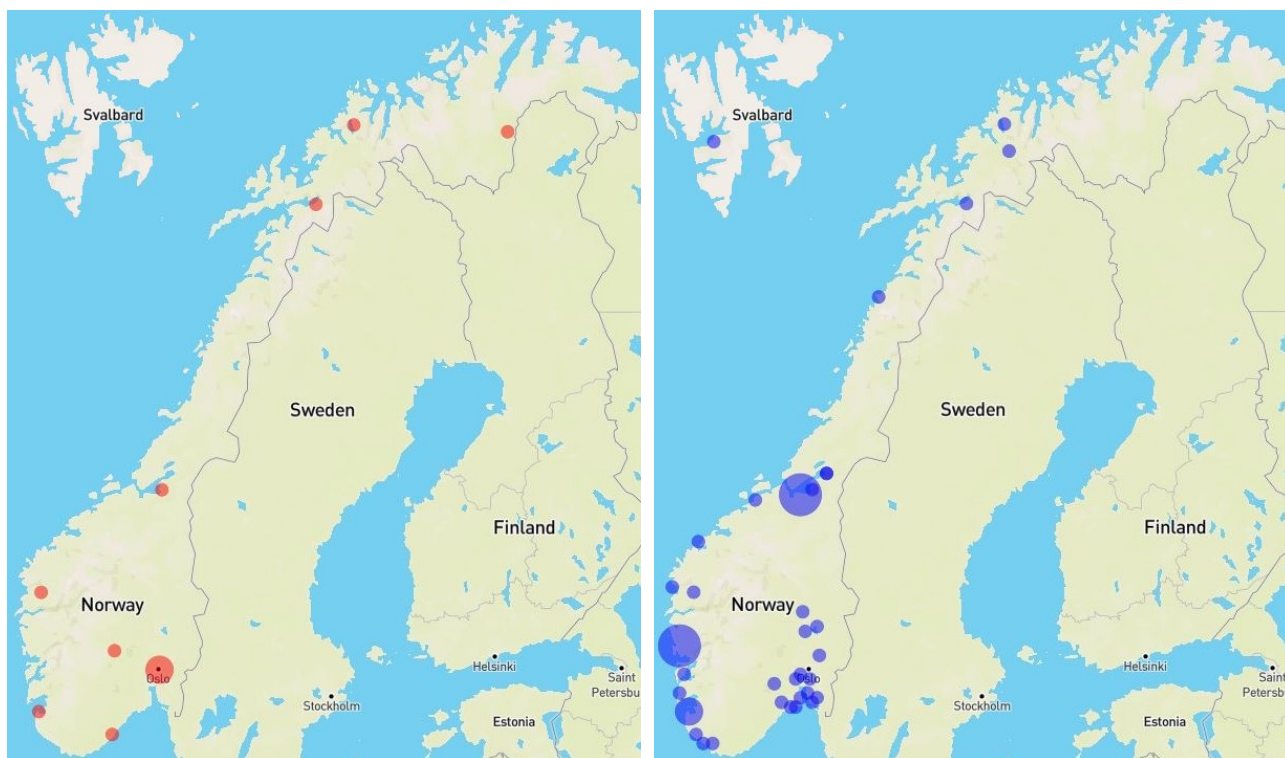 Svalbard
Sweden
Finland
Norway
Oslo
Helsinki
Saint
Petersbu
Stockholm
Estonia
Svalbard
Sweden
Finland
Norway
Oslo
Helsinki
Saint
Petersbu
Stockholm
Estonia